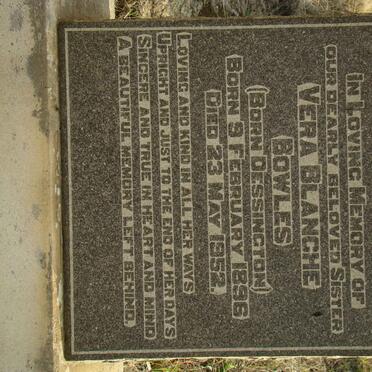 In Loving Memory of
our dearly beloved Sister
Vera Blanche
Bowles
(Born Dessington)
Born 9 February 1896
Died 23 May 1952
Loving and kind in all her ways
Upright and just to the end of her days
Sincere and true in heart and mind
A beautiful memory left behind